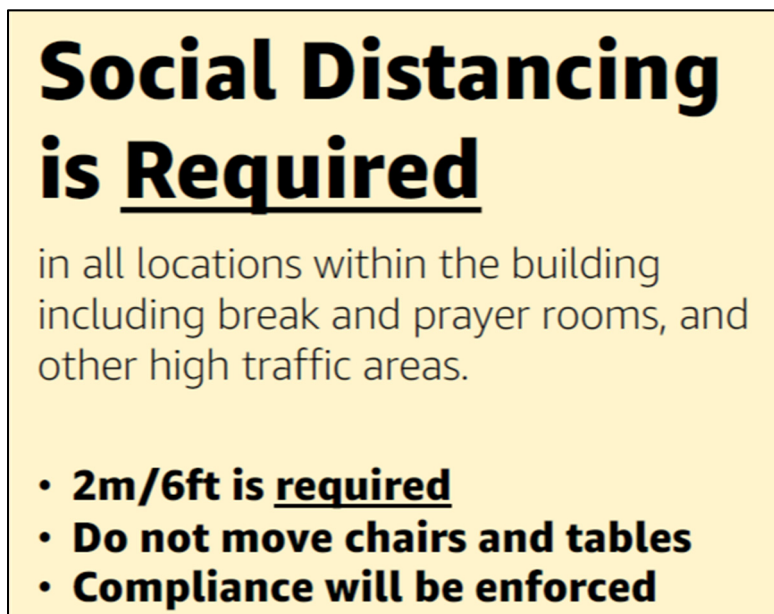 Social Distancing
is Required
in all locations within the building
including break and prayer rooms, and
other high traffic areas.
• 2m/6ft is required
• Do not move chairs and tables
• Compliance will be enforced